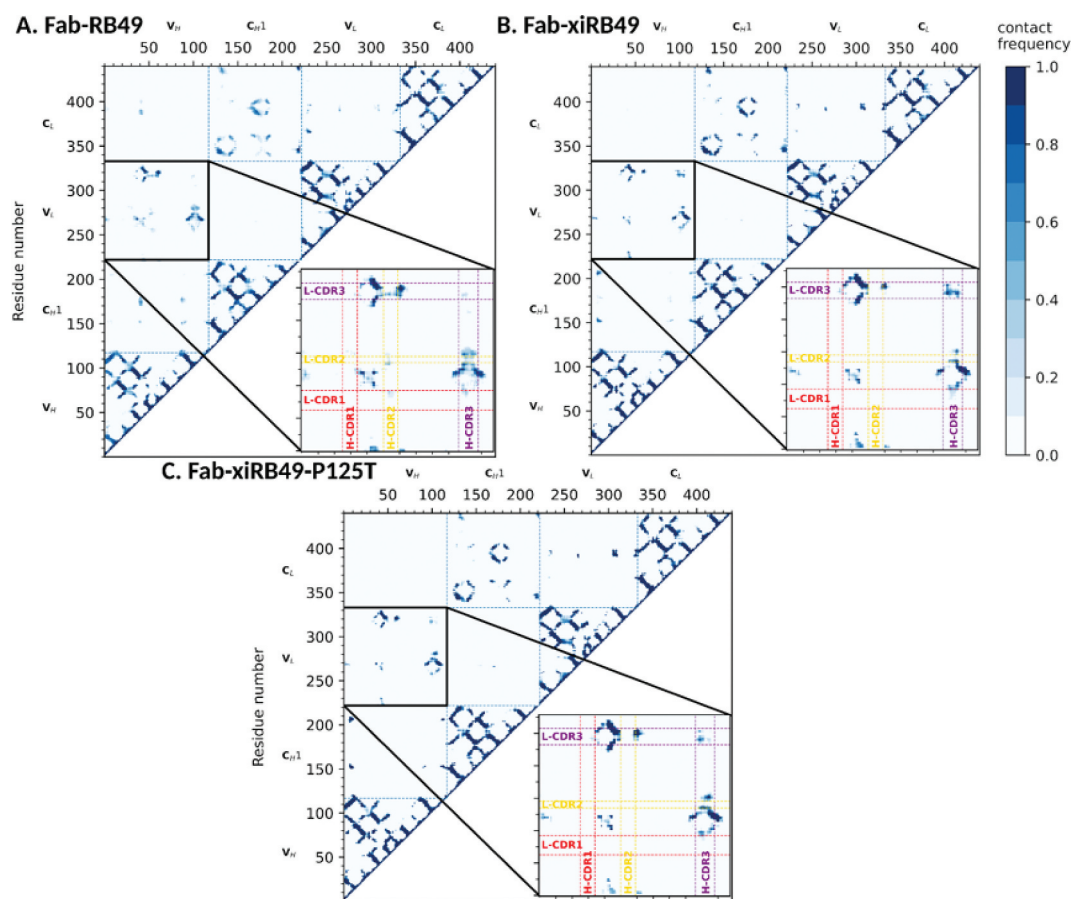 A. Fab-RB49
V_H C_H1 V_L C_L
50 100 150 200 250 300 350 400
400
C_L
350
300
V_L
250
200
C_H1
150
100
V_H
50
Residue number
L-CDR3
L-CDR2
L-CDR1
H-CDR1
H-CDR2
H-CDR3
B. Fab-xiRB49
V_H C_H1 V_L C_L
50 100 150 200 250 300 350 400
400
C_L
350
300
V_L
250
200
C_H1
150
100
V_H
50
L-CDR3
L-CDR2
L-CDR1
H-CDR1
H-CDR2
H-CDR3
contact
frequency
1.0
0.8
0.6
0.4
0.2
0.0
C. Fab-xiRB49-P125T
V_H C_H1 V_L C_L
50 100 150 200 250 300 350 400
400
C_L
350
300
V_L
250
200
C_H1
150
100
V_H
50
Residue number
L-CDR3
L-CDR2
L-CDR1
H-CDR1
H-CDR2
H-CDR3